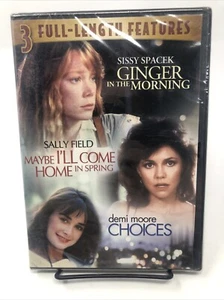 3 FULL-LENGTH FEATURES
SISSY SPACEK
GINGER
IN THE MORNING
SALLY FIELD
MAYBE I'LL COME
HOME IN SPRING
demi moore
CHOICES